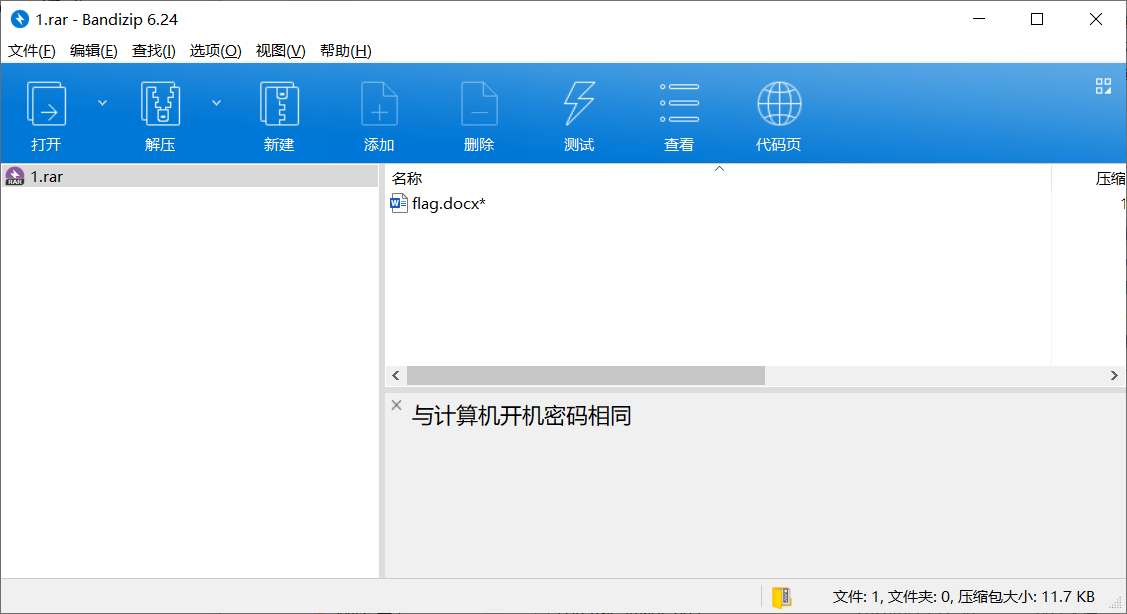 1.rar - Bandizip 6.24
文件(F) 编辑(E) 查找(I) 选项(O) 视图(V) 帮助(H)
打开 解压 新建 添加 删除 测试 查看 代码页
1.rar
名称 压缩
flag.docx* 1
与计算机开机密码相同
文件: 1, 文件夹: 0, 压缩包大小: 11.7 KB